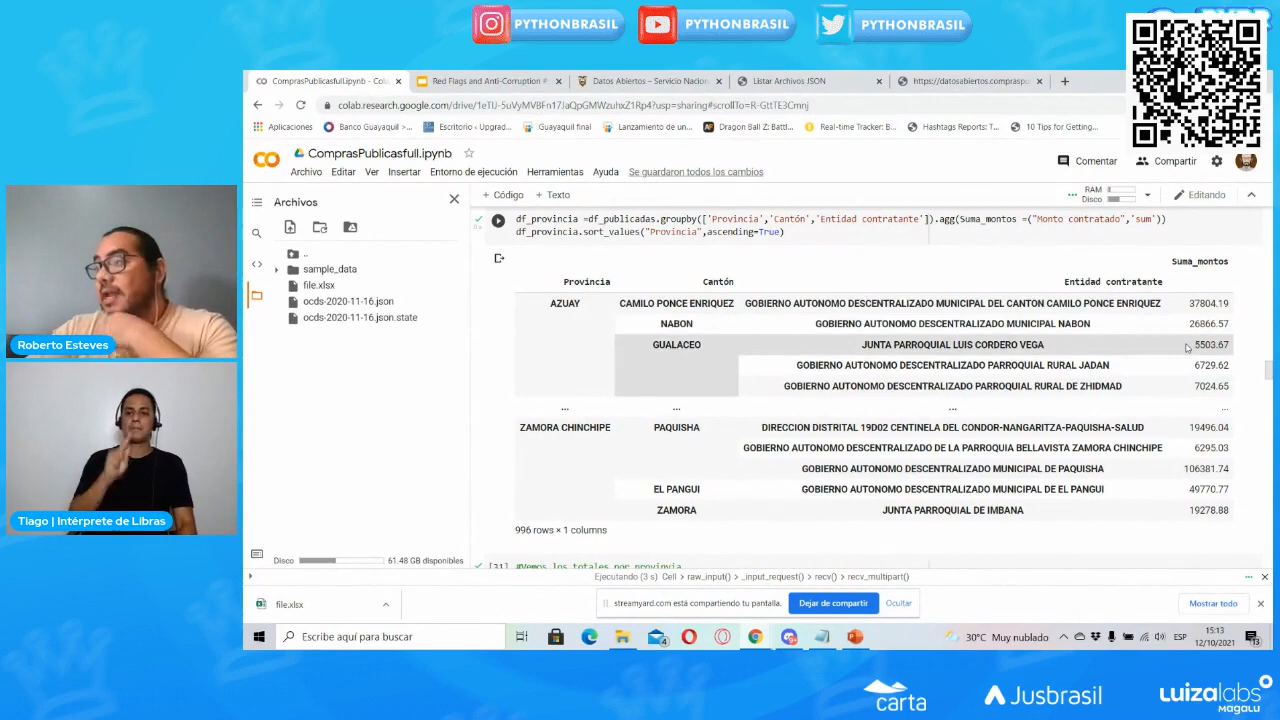 PYTHONBRASIL
PYTHONBRASIL
PYTHONBRASIL
ComprasPublicasfull.ipynb - Cola
Red Flags and Anti-Corruption #
Datos Abiertos – Servicio Nacion
Listar Archivos JSON
https://datosabiertos.compraspu
colab.research.google.com/drive/1eTlJ-5uVyMVBFn17JaQpGMWzuhxZ1Rp4?usp=sharing#scrollTo=R-GttTE3Cmnj
Aplicaciones
Banco Guayaquil >...
Escritorio ‹ Upgrad...
Guayaquil final
Lanzamiento de un...
Dragon Ball Z: Battl...
Real-time Tracker: B...
Hashtags Reports: T...
10 Tips for Getting...
ComprasPublicasfull.ipynb
Comentar
Compartir
Archivo Editar Ver Insertar Entorno de ejecución Herramientas Ayuda Se guardaron todos los cambios
+ Código + Texto
RAM
Disco
Editando
Archivos
..
sample_data
file.xlsx
ocds-2020-11-16.json
ocds-2020-11-16.json.state
Disco 61.48 GB disponibles
df_provincia =df_publicadas.groupby(['Provincia','Cantón','Entidad contratante']).agg(Suma_montos =("Monto contratado",'sum'))
df_provincia.sort_values("Provincia",ascending=True)
Suma_montos
Provincia Cantón Entidad contratante
AZUAY CAMILO PONCE ENRIQUEZ GOBIERNO AUTONOMO DESCENTRALIZADO MUNICIPAL DEL CANTON CAMILO PONCE ENRIQUEZ 37804.19
NABON GOBIERNO AUTONOMO DESCENTRALIZADO MUNICIPAL NABON 26866.57
GUALACEO JUNTA PARROQUIAL LUIS CORDERO VEGA 5503.67
GOBIERNO AUTONOMO DESCENTRALIZADO PARROQUIAL RURAL JADAN 6729.62
GOBIERNO AUTONOMO DESCENTRALIZADO PARROQUIAL RURAL DE ZHIDMAD 7024.65
... ... ... ...
ZAMORA CHINCHIPE PAQUISHA DIRECCION DISTRITAL 19D02 CENTINELA DEL CONDOR-NANGARITZA-PAQUISHA-SALUD 19496.04
GOBIERNO AUTONOMO DESCENTRALIZADO DE LA PARROQUIA BELLAVISTA ZAMORA CHINCHIPE 6295.03
GOBIERNO AUTONOMO DESCENTRALIZADO MUNICIPAL DE PAQUISHA 106381.74
EL PANGUI GOBIERNO AUTONOMO DESCENTRALIZADO MUNICIPAL DE EL PANGUI 49770.77
ZAMORA JUNTA PARROQUIAL DE IMBANA 19278.88
996 rows × 1 columns
[31] #Vemos los totales por provinvia
Ejecutando (3 s) Cell > raw_input() > _input_request() > recv() > recv_multipart()
file.xlsx
streamyard.com está compartiendo tu pantalla.
Dejar de compartir
Ocultar
Mostrar todo
Escribe aquí para buscar
4
30°C Muy nublado
ESP
15:13
12/10/2021
13
Roberto Esteves
Tiago | Intérprete de Libras
carta
Jusbrasil
luizalabs
MAGALU